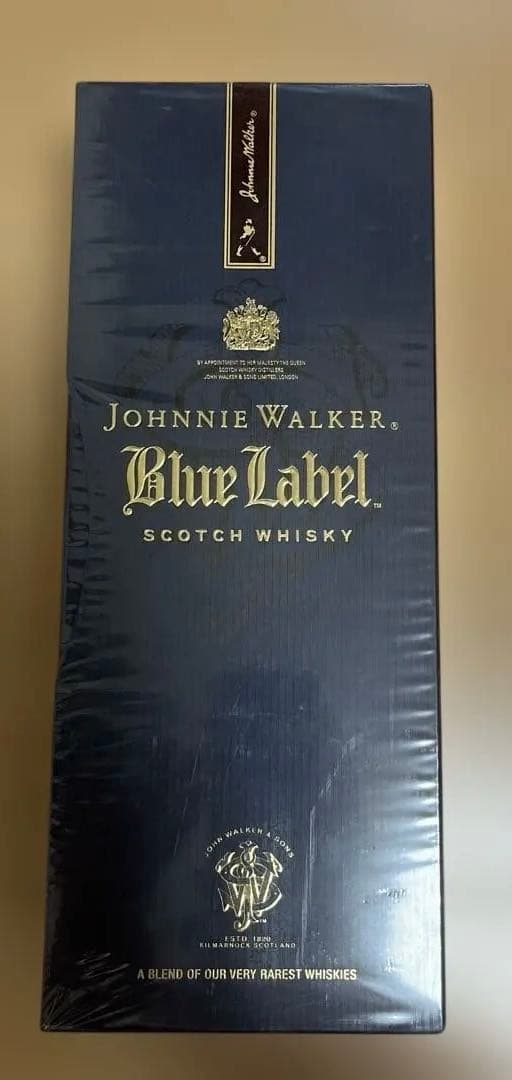 Johnnie Walker®
®
BY APPOINTMENT TO HER MAJESTY THE QUEEN
SCOTCH WHISKY DISTILLERS
JOHN WALKER & SONS LIMITED, LONDON
JOHNNIE WALKER®
Blue Label™
SCOTCH WHISKY
JOHN WALKER & SONS
JW™
ESTD. 1820
KILMARNOCK SCOTLAND
A BLEND OF OUR VERY RAREST WHISKIES